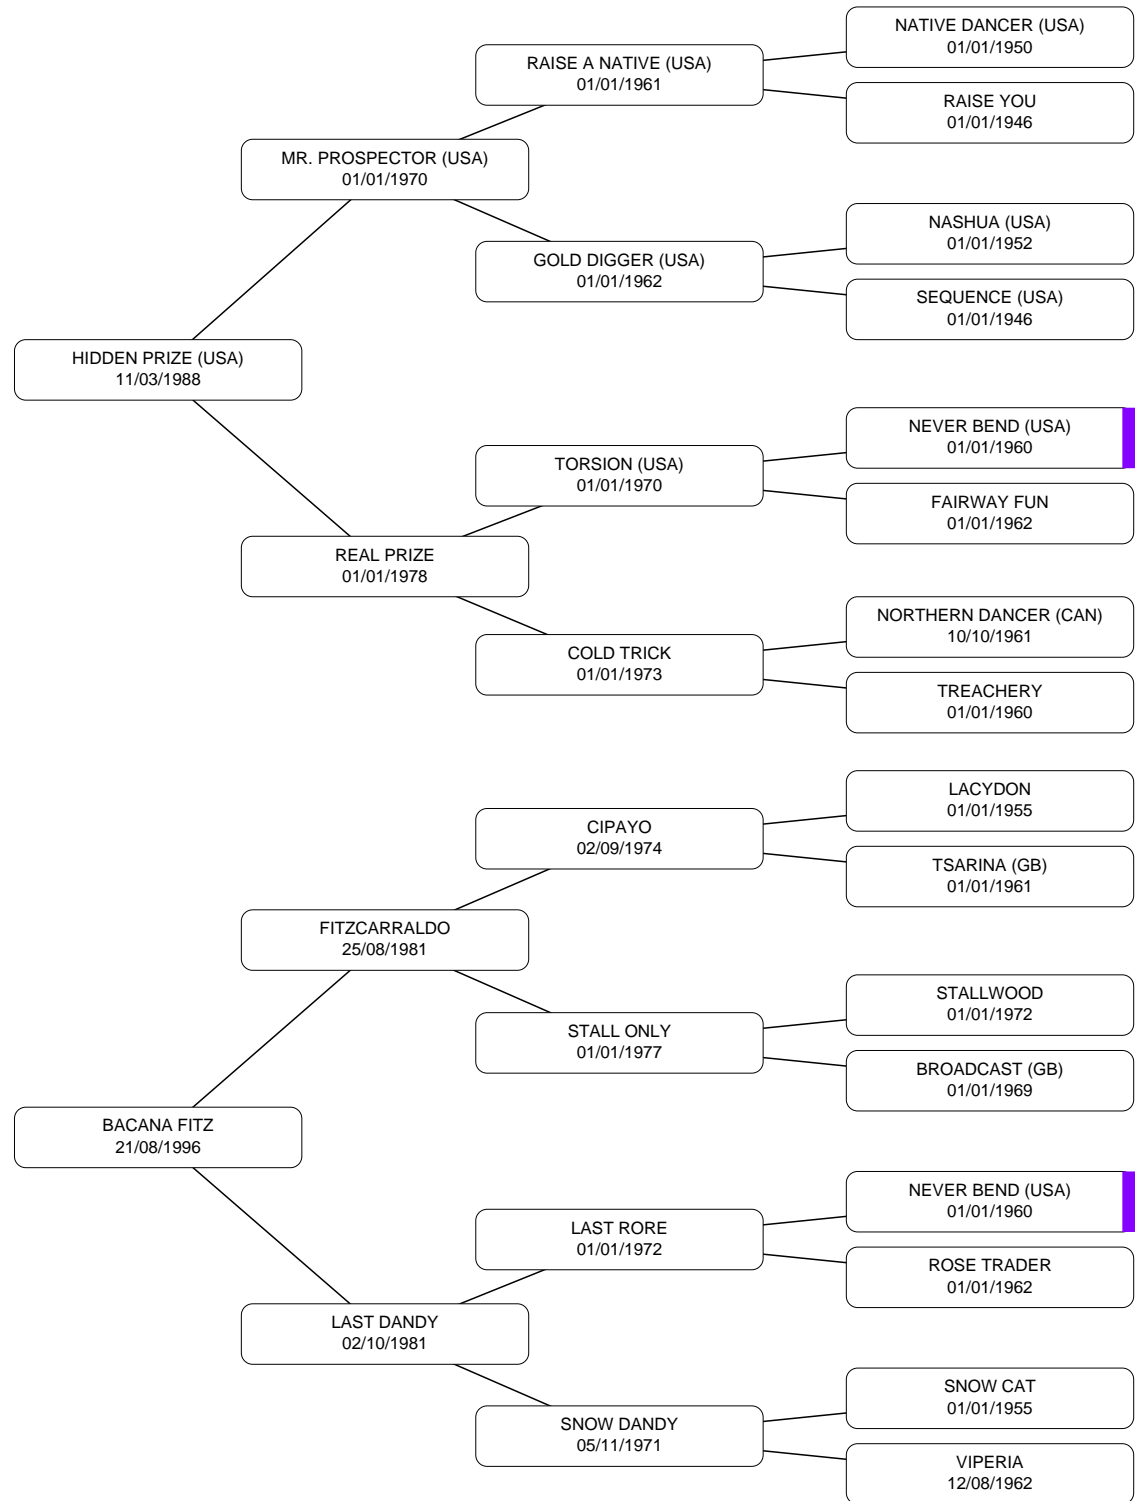 NATIVE DANCER (USA)
01/01/1950
RAISE A NATIVE (USA)
01/01/1961
RAISE YOU
01/01/1946
MR. PROSPECTOR (USA)
01/01/1970
NASHUA (USA)
01/01/1952
GOLD DIGGER (USA)
01/01/1962
SEQUENCE (USA)
01/01/1946
HIDDEN PRIZE (USA)
11/03/1988
NEVER BEND (USA)
01/01/1960
TORSION (USA)
01/01/1970
FAIRWAY FUN
01/01/1962
REAL PRIZE
01/01/1978
NORTHERN DANCER (CAN)
10/10/1961
COLD TRICK
01/01/1973
TREACHERY
01/01/1960
LACYDON
01/01/1955
CIPAYO
02/09/1974
TSARINA (GB)
01/01/1961
FITZCARRALDO
25/08/1981
STALLWOOD
01/01/1972
STALL ONLY
01/01/1977
BROADCAST (GB)
01/01/1969
BACANA FITZ
21/08/1996
NEVER BEND (USA)
01/01/1960
LAST RORE
01/01/1972
ROSE TRADER
01/01/1962
LAST DANDY
02/10/1981
SNOW CAT
01/01/1955
SNOW DANDY
05/11/1971
VIPERIA
12/08/1962